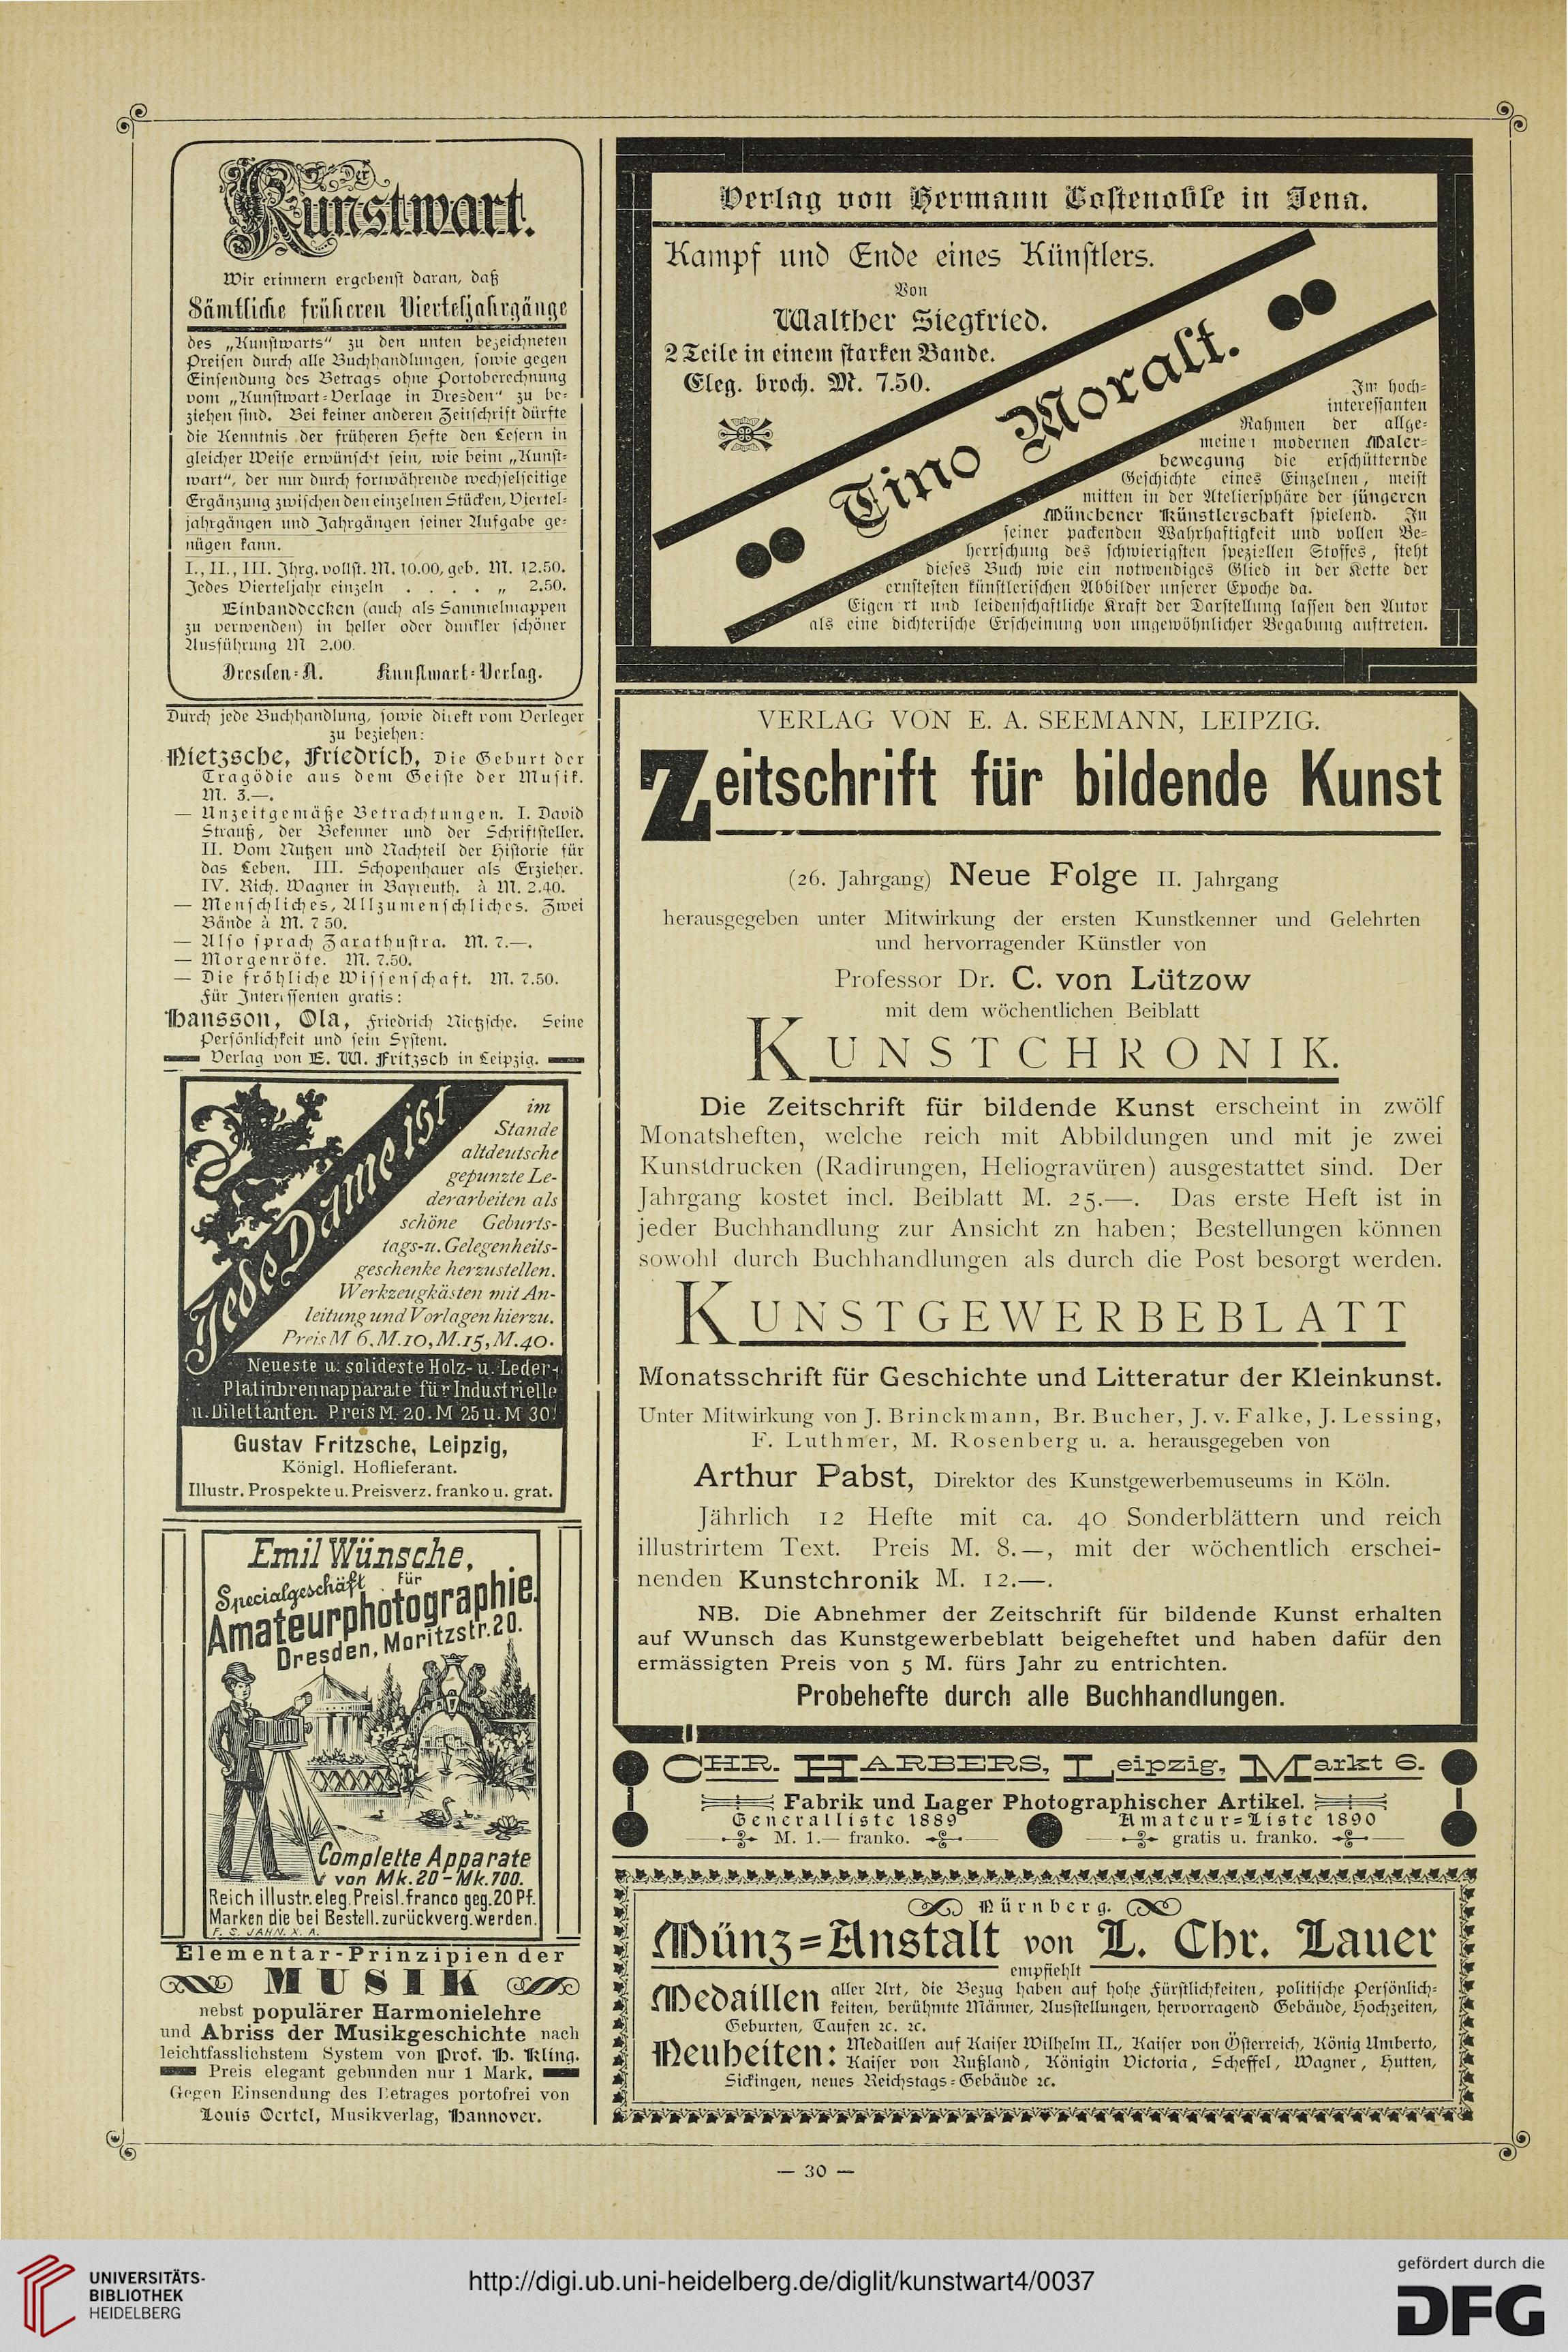 Der
Kunstwart.
Wir erinnern ergebenst daran, daß
Sämtliche früheren Vierteljahrgänge
des „Kunstwarts“ zu den unten bezeichneten
Preisen durch alle Buchhandlungen, sowie gegen
Einsendung des Betrags ohne Portoberechnung
vom „Kunstwart-Verlage in Dresden“ zu be-
ziehen sind. Bei keiner anderen Zeitschrift dürfte
die Kenntnis der früheren Hefte den Lesern in
gleicher Weise erwünscht sein, wie beim „Kunst-
wart“, der nur durch fortwährende wechselseitige
Ergänzung zwischen den einzelnen Stücken, Viertel-
jahrgängen und Jahrgängen seiner Aufgabe ge-
nügen kann.
I., II., III. Jhrg. vollst. M. 10.00, geb. M. 12.50.
Jedes Vierteljahr einzeln . . . . „ 2.50.
Einbanddecken (auch als Sammelmappen
zu verwenden) in heller oder dunkler schöner
Ausführung M 2.00.
Dresden-A. Kunstwart-Verlag.
Durch jede Buchhandlung, sowie direkt vom Verleger
zu beziehen:
Nietzsche, Friedrich, Die Geburt der
Tragödie aus dem Geiste der Musik.
M. 3.—.
— Unzeitgemäße Betrachtungen. I. David
Strauß, der Bekenner und der Schriftsteller.
II. Vom Nutzen und Nachteil der Historie für
das Leben. III. Schopenhauer als Erzieher.
IV. Rich. Wagner in Bayreuth. à M. 2.40.
— Menschliches, Allzumenschliches. Zwei
Bände à M. 7 50.
— Also sprach Zarathustra. M. 7.—.
— Morgenröte. M. 7.50.
— Die fröhliche Wissenschaft. M. 7.50.
Für Interessenten gratis:
Hansson, Ola, Friedrich Nietzsche. Seine
Persönlichkeit und sein System.
Verlag von E. W. Fritzsch in Leipzig.
Jede Dame ist
im
Stande
altdeutsche
gepunzte Le-
derarbeiten als
schöne Geburts-
tags-u. Gelegenheits-
geschenke herzustellen.
Werkzeugkästen mit An-
leitung und Vorlagen hierzu.
Preis M 6. M.10, M.15, M.40.
Neueste u. solideste Holz- u. Leder-
Platinbrennapparate für Industrielle
u. Dilettanten. Preis M. 20. M 25 u. M 30!
Gustav Fritzsche, Leipzig,
Königl. Hoflieferant.
Illustr. Prospekte u. Preisverz. franko u. grat.
Emil Wünsche,
Specialgeschäft für
Amateurphotographie
Dresden, Moritzstr. 20.
Complette Apparate
von Mk. 20 - Mk. 700.
Reich illustr. eleg. Preisl. franco geg. 20 Pf.
Marken die bei Bestell. zurückverg. werden.
F. S. JAHN. X. A.
Elementar-Prinzipien der
MUSIK
nebst populärer Harmonielehre
und Abriss der Musikgeschichte nach
leichtfasslichstem System von Prof. H. Kling.
Preis elegant gebunden nur 1 Mark.
Gegen Einsendung des Betrages portofrei von
Louis Oertel, Musikverlag, Hannover.
Verlag von Hermann Costenoble in Jena.
Kampf und Ende eines Künstlers.
Von
Walther Siegfried.
2 Teile in einem starken Bande.
Eleg. broch. M. 7.50.
Tino Moralt.
Im hoch-
interessanten
Rahmen der allge-
meinen modernen Maler-
bewegung die erschütternde
Geschichte eines Einzelnen, meist
mitten in der Ateliersphäre der jüngeren
Münchener Künstlerschaft spielend. In
seiner packenden Wahrhaftigkeit und vollen Be-
herrschung des schwierigsten speziellen Stoffes, steht
dieses Buch wie ein notwendiges Glied in der Kette der
ernstesten künstlerischen Abbilder unserer Epoche da.
Eigenart und leidenschaftliche Kraft der Darstellung lassen den Autor
als eine dichterische Erscheinung von ungewöhnlicher Begabung auftreten.
VERLAG VON E. A. SEEMANN, LEIPZIG.
Zeitschrift für bildende Kunst
(26. Jahrgang) Neue Folge II. Jahrgang
herausgegeben unter Mitwirkung der ersten Kunstkenner und Gelehrten
und hervorragender Künstler von
Professor Dr. C. von Lützow
mit dem wöchentlichen Beiblatt
KUNSTCHRONIK.
Die Zeitschrift für bildende Kunst erscheint in zwölf
Monatsheften, welche reich mit Abbildungen und mit je zwei
Kunstdrucken (Radirungen, Heliogravüren) ausgestattet sind. Der
Jahrgang kostet incl. Beiblatt M. 25.—. Das erste Heft ist in
jeder Buchhandlung zur Ansicht zn haben; Bestellungen können
sowohl durch Buchhandlungen als durch die Post besorgt werden.
KUNSTGEWERBEBLATT
Monatsschrift für Geschichte und Litteratur der Kleinkunst.
Unter Mitwirkung von J. Brinckmann, Br. Bucher, J. v. Falke, J. Lessing,
F. Luthmer, M. Rosenberg u. a. herausgegeben von
Arthur Pabst, Direktor des Kunstgewerbemuseums in Köln.
Jährlich 12 Hefte mit ca. 40 Sonderblättern und reich
illustrirtem Text. Preis M. 8.—, mit der wöchentlich erschei-
nenden Kunstchronik M. 12.—.
NB. Die Abnehmer der Zeitschrift für bildende Kunst erhalten
auf Wunsch das Kunstgewerbeblatt beigeheftet und haben dafür den
ermässigten Preis von 5 M. fürs Jahr zu entrichten.
Probehefte durch alle Buchhandlungen.
CHR. HARBERS, Leipzig, Markt 6.
Fabrik und Lager Photographischer Artikel.
Generalliste 1889 Amateur-Liste 1890
M. 1.— franko. gratis u. franko.
Nürnberg.
Münz-Anstalt von L. Chr. Lauer
empfiehlt
Medaillen aller Art, die Bezug haben auf hohe Fürstlichkeiten, politische Persönlich-
keiten, berühmte Männer, Ausstellungen, hervorragend Gebäude, Hochzeiten,
Geburten, Taufen ꝛc. ꝛc.
Neuheiten: Medaillen auf Kaiser Wilhelm II., Kaiser von Österreich, König Umberto,
Kaiser von Rußland, Königin Victoria, Scheffel, Wagner, Hutten,
Sickingen, neues Reichstags-Gebäude ꝛc.
— 30 —
UNIVERSITÄTS-
BIBLIOTHEK
HEIDELBERG
http://digi.ub.uni-heidelberg.de/diglit/kunstwart4/0037
gefördert durch die
DFG